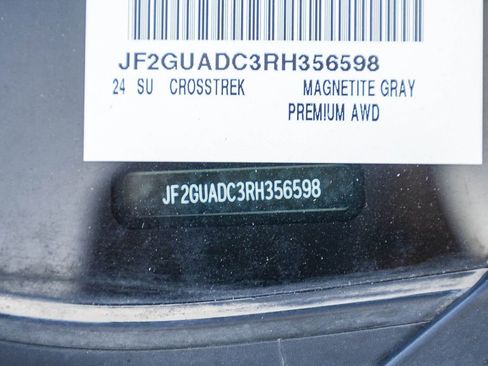 JF2GUADC3RH356598
24 SU CROSSTREK MAGNETITE GRAY
PREMIUM AWD
JF2GUADC3RH356598